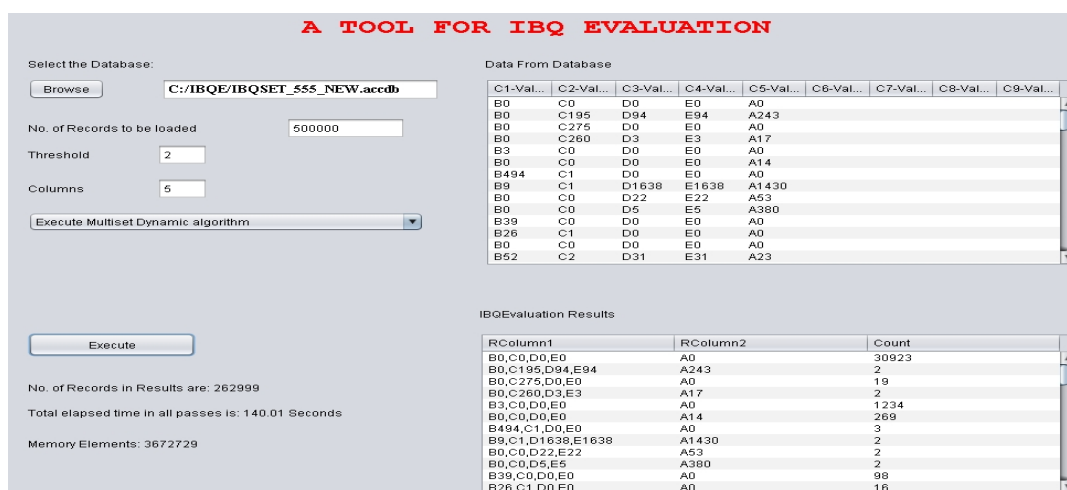 A TOOL FOR IBQ EVALUATION
Select the Database:
Browse C:/IBQE/IBQSET_555_NEW.accdb
No. of Records to be loaded 500000
Threshold 2
Columns 5
Execute Multiset Dynamic algorithm
Execute
No. of Records in Results are: 262999
Total elapsed time in all passes is: 140.01 Seconds
Memory Elements: 3672729
Data From Database
C1-Val... C2-Val... C3-Val... C4-Val... C5-Val... C6-Val... C7-Val... C8-Val... C9-Val...
B0 C0 D0 E0 A0
B0 C195 D94 E94 A243
B0 C275 D0 E0 A0
B0 C260 D3 E3 A17
B3 C0 D0 E0 A0
B0 C0 D0 E0 A14
B494 C1 D0 E0 A0
B9 C1 D1638 E1638 A1430
B0 C0 D22 E22 A53
B0 C0 D5 E5 A380
B39 C0 D0 E0 A0
B26 C1 D0 E0 A0
B0 C0 D0 E0 A0
B52 C2 D31 E31 A23
IBQEvaluation Results
RColumn1 RColumn2 Count
B0,C0,D0,E0 A0 30923
B0,C195,D94,E94 A243 2
B0,C275,D0,E0 A0 19
B0,C260,D3,E3 A17 2
B3,C0,D0,E0 A0 1234
B0,C0,D0,E0 A14 269
B494,C1,D0,E0 A0 3
B9,C1,D1638,E1638 A1430 2
B0,C0,D22,E22 A53 2
B0,C0,D5,E5 A380 2
B39,C0,D0,E0 A0 98
B26,C1,D0,E0 A0 16